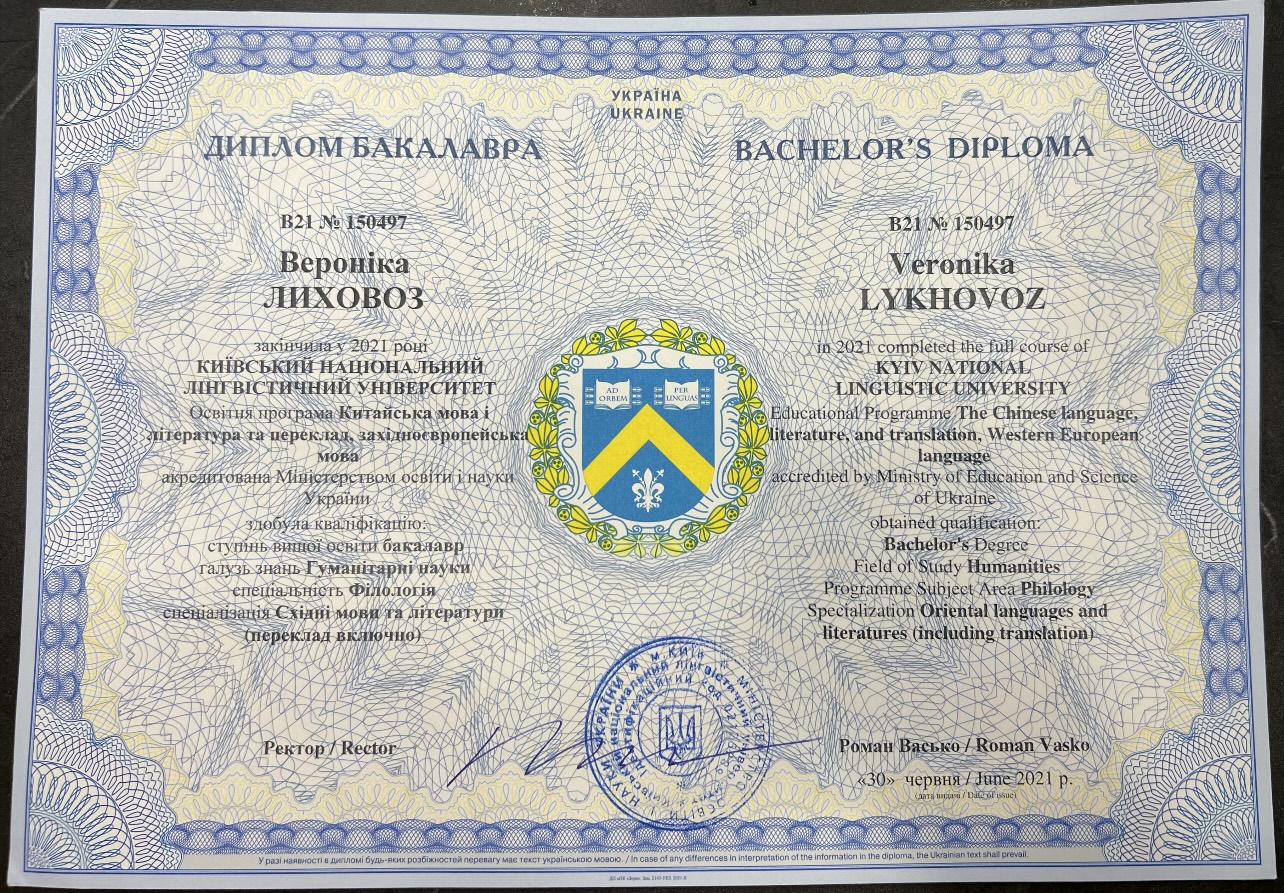 УКРАЇНА
UKRAINE
ДИПЛОМ БАКАЛАВРА
В21 № 150497
Вероніка
ЛИХОВОЗ
закінчила у 2021 році
КИЇВСЬКИЙ НАЦІОНАЛЬНИЙ
ЛІНГВІСТИЧНИЙ УНІВЕРСИТЕТ
Освітня програма Китайська мова і
література та переклад, західноєвропейська
мова
акредитована Міністерством освіти і науки
України
здобула кваліфікацію:
ступінь вищої освіти бакалавр
галузь знань Гуманітарні науки
спеціальність Філологія
спеціалізація Східні мови та літератури
(переклад включно)
BACHELOR'S DIPLOMA
B21 № 150497
Veronika
LYKHOVOZ
in 2021 completed the full course of
KYIV NATIONAL
LINGUISTIC UNIVERSITY
Educational Programme The Chinese language,
literature, and translation, Western European
language
accredited by Ministry of Education and Science
of Ukraine
obtained qualification:
Bachelor's Degree
Field of Study Humanities
Programme Subject Area Philology
Specialization Oriental languages and
literatures (including translation)
AD
ORBEM
PER
LINGUAS
Ректор / Rector
Роман Васько / Roman Vasko
«30» червня / June 2021 р.
(дата видачі / Date of issue)
НАУКИ УКРАЇНИ * м. КИЇВ * МІНІСТЕРСТВО ОСВІТИ І
У разі наявності в дипломі будь-яких розбіжностей перевагу має текст українською мовою. / In case of any differences in interpretation of the information in the diploma, the Ukrainian text shall prevail.